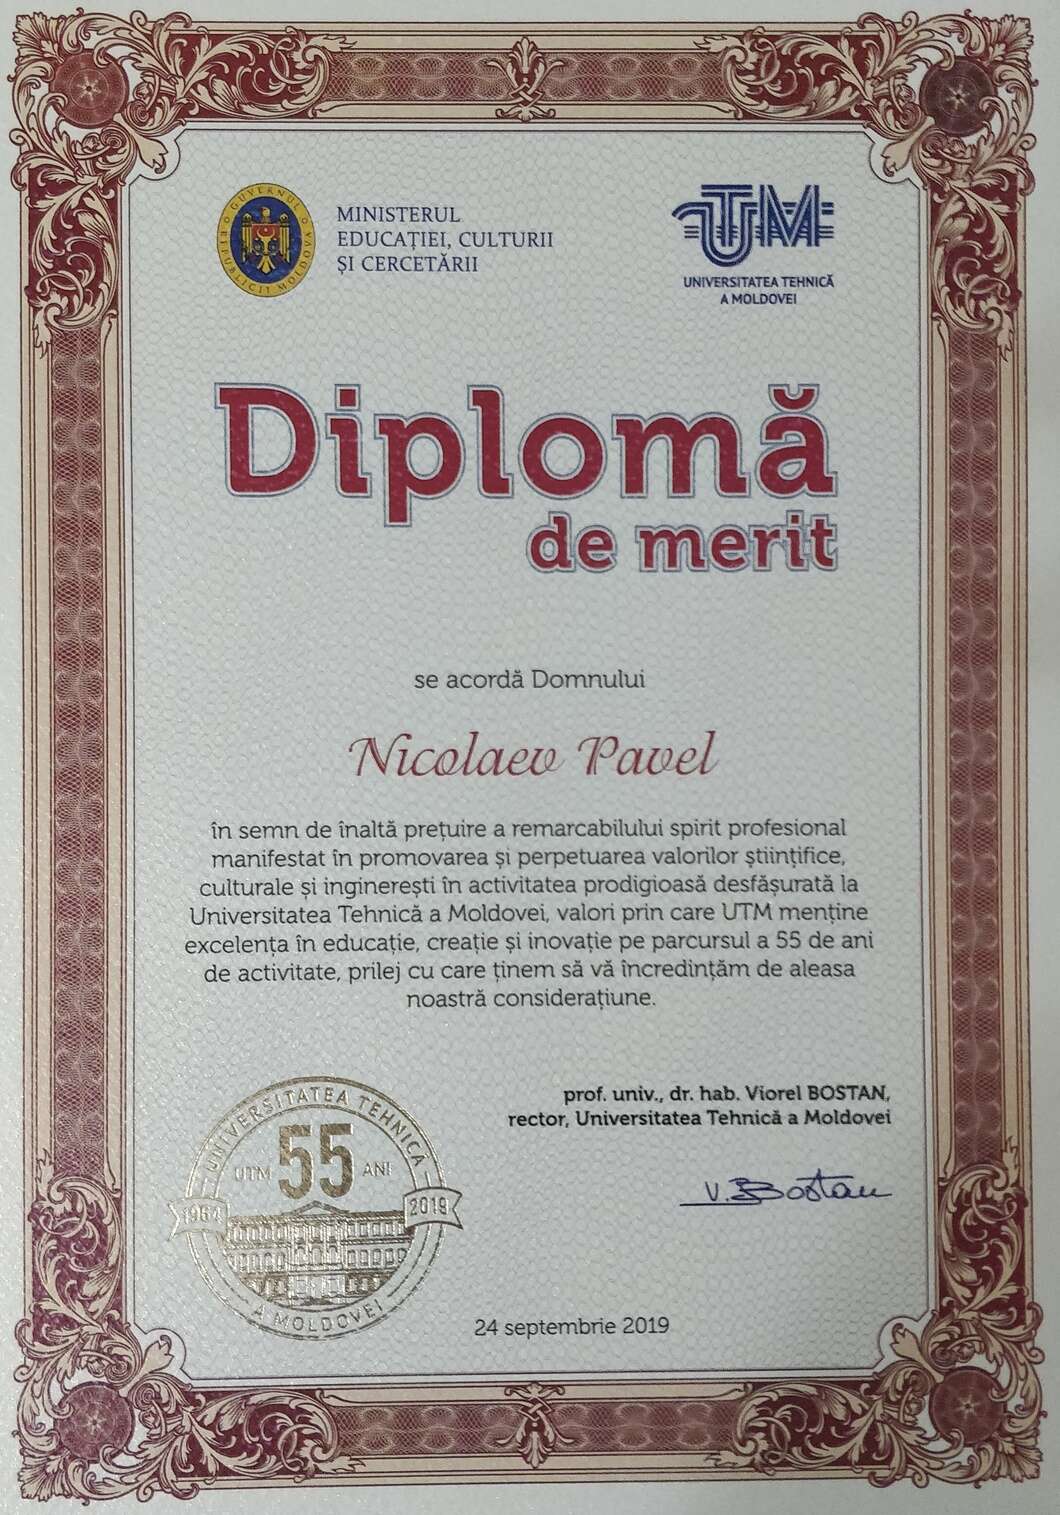 GUVERNUL
REPUBLICII MOLDOVA
MINISTERUL
EDUCAȚIEI, CULTURII
ȘI CERCETĂRII
UTM
UNIVERSITATEA TEHNICĂ
A MOLDOVEI
Diplomă
de merit
se acordă Domnului
Nicolaev Pavel
în semn de înaltă prețuire a remarcabilului spirit profesional
manifestat în promovarea și perpetuarea valorilor științifice,
culturale și inginerești în activitatea prodigioasă desfășurată la
Universitatea Tehnică a Moldovei, valori prin care UTM menține
excelența în educație, creație și inovație pe parcursul a 55 de ani
de activitate, prilej cu care ținem să vă încredințăm de aleasa
noastră considerațiune.
prof. univ., dr. hab. Viorel BOSTAN,
rector, Universitatea Tehnică a Moldovei
V. Bostan
UNIVERSITATEA TEHNICĂ
UTM 55 ANI
1964 2019
A MOLDOVEI
24 septembrie 2019